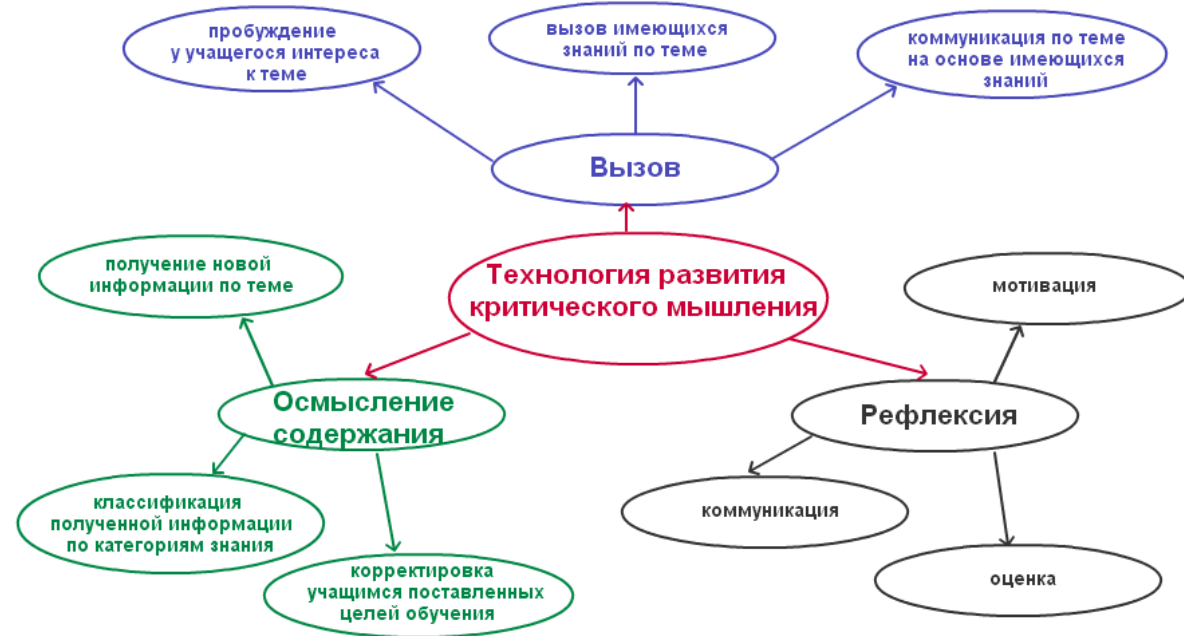 пробуждение
у учащегося интереса
к теме
вызов имеющихся
знаний по теме
коммуникация по теме
на основе имеющихся
знаний
Вызов
Технология развития
критического мышления
получение новой
информации по теме
мотивация
Осмысление
содержания
Рефлексия
классификация
полученной информации
по категориям знания
коммуникация
корректировка
учащимся поставленных
целей обучения
оценка